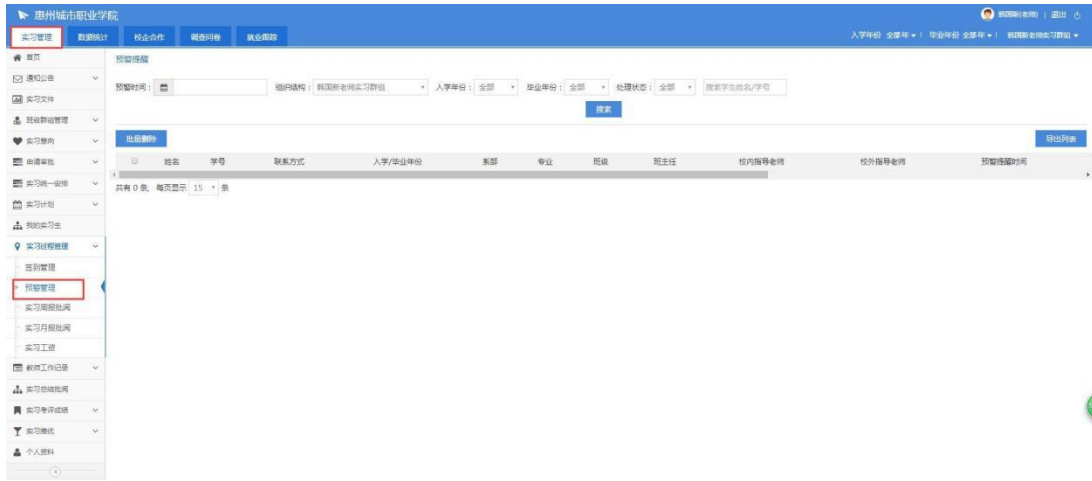 惠州城市职业学院
韩国新(老师) | 退出
实习管理 数据统计 校企合作 调查问卷 就业跟踪
入学年份 全部年 | 毕业年份 全部年 | 韩国新老师实习群组
首页
预警提醒
通知公告
预警时间: 组织结构: 韩国新老师实习群组 入学年份: 全部 毕业年份: 全部 处理状态: 全部 搜索学生姓名/学号
实习文件
搜索
班级群组管理
实习意向
批量删除 导出列表
申请审批
姓名 学号 联系方式 入学/毕业年份 系部 专业 班级 班主任 校内指导老师 校外指导老师 预警提醒时间
实习统一安排
共有 0 条, 每页显示 15 条
实习计划
我的实习生
实习过程管理
签到管理
预警管理
实习周报批阅
实习月报批阅
实习工资
教师工作记录
实习总结批阅
实习考评成绩
实习推优
个人资料